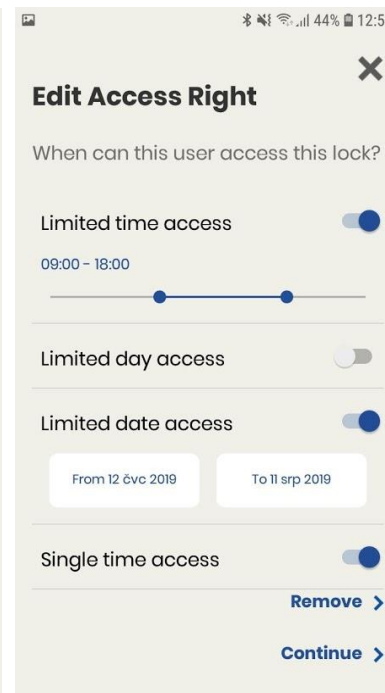 44% 12:5
Edit Access Right
When can this user access this lock?
Limited time access
09:00 - 18:00
Limited day access
Limited date access
From 12 čvc 2019 To 11 srp 2019
Single time access
Remove
Continue